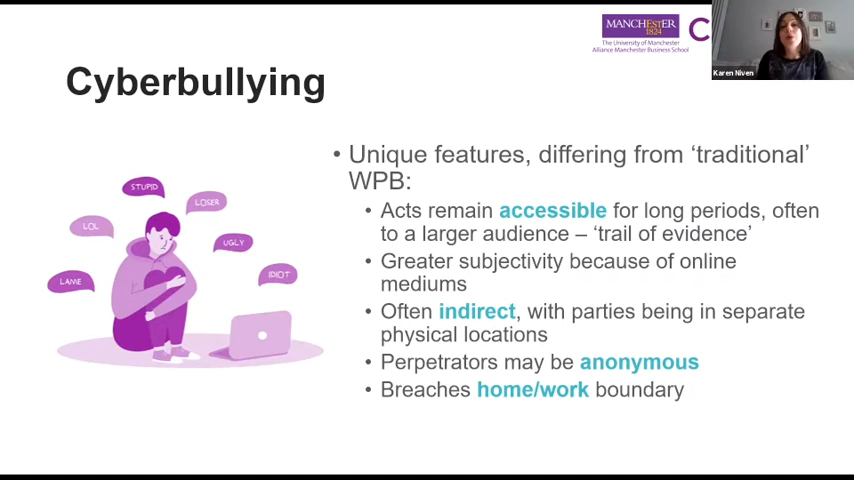 MANCHESTER
1824
The University of Manchester
Alliance Manchester Business School
C
Karen Niven
Cyberbullying
• Unique features, differing from ‘traditional’
WPB:
• Acts remain accessible for long periods, often
to a larger audience – ‘trail of evidence’
• Greater subjectivity because of online
mediums
• Often indirect, with parties being in separate
physical locations
• Perpetrators may be anonymous
• Breaches home/work boundary
STUPID
LOSER
LOL
UGLY
IDIOT
LAME